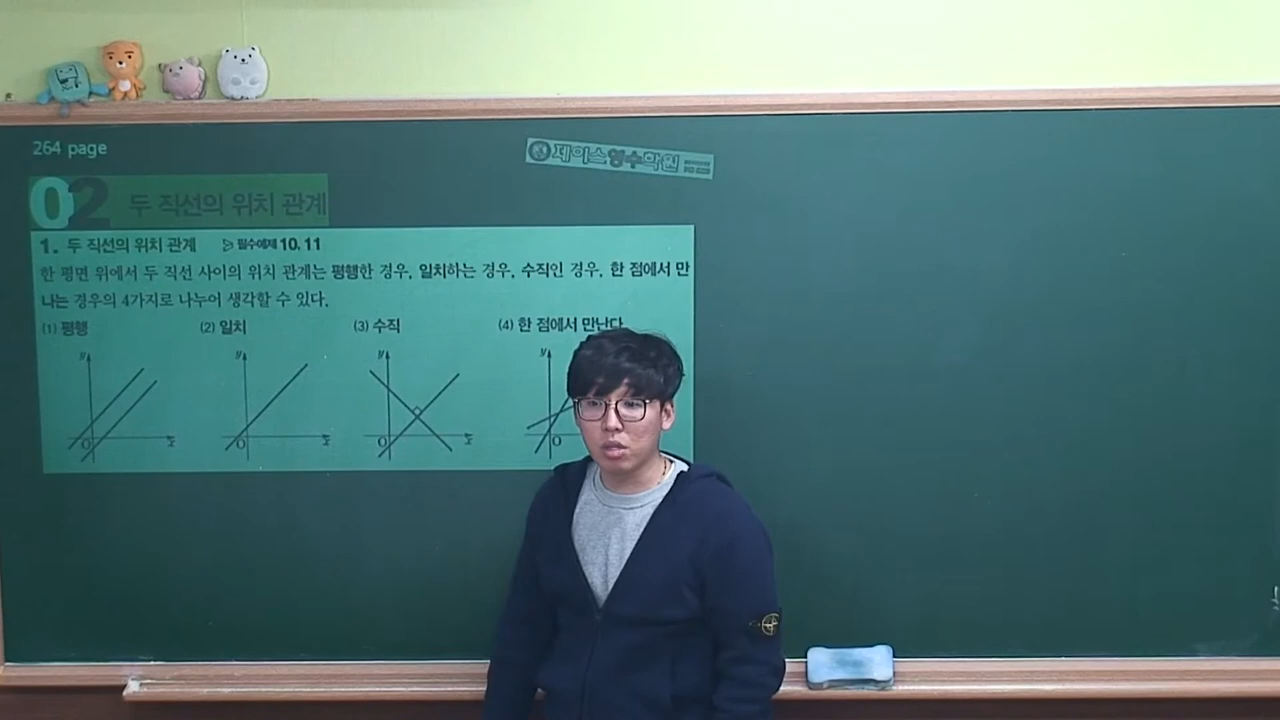 264 page
제이스영수학원
02 두 직선의 위치 관계
1. 두 직선의 위치 관계 ▷ 필수예제 10, 11
한 평면 위에서 두 직선 사이의 위치 관계는 평행한 경우, 일치하는 경우, 수직인 경우, 한 점에서 만
나는 경우의 4가지로 나누어 생각할 수 있다.
(1) 평행 (2) 일치 (3) 수직 (4) 한 점에서 만난다
y y y y
O x O x O x O